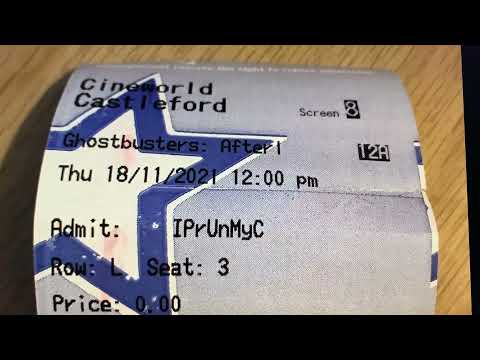 Cineworld
Castleford
Screen 8
Ghostbusters: Afterl
12A
Thu 18/11/2021 12:00 pm
Admit: IPrUnMyC
Row: L Seat: 3
Price: 0.00